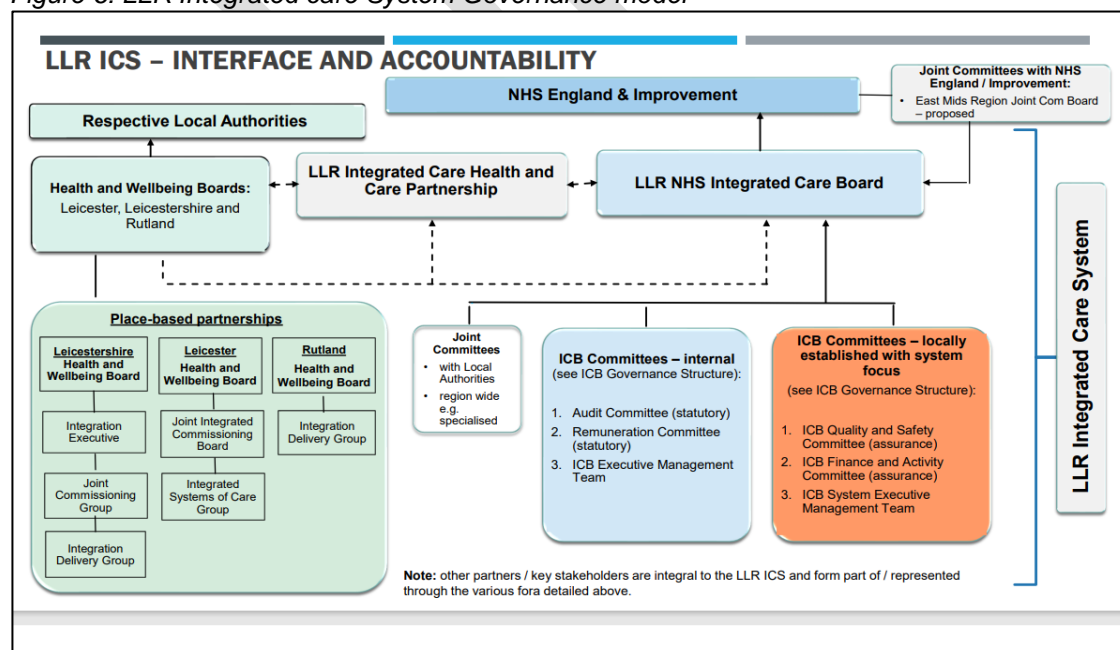 Figure 3: LLR Integrated care System Governance model
LLR ICS – INTERFACE AND ACCOUNTABILITY
NHS England & Improvement
Joint Committees with NHS
England / Improvement:
• East Mids Region Joint Com Board
– proposed
Respective Local Authorities
Health and Wellbeing Boards:
Leicester, Leicestershire and
Rutland
LLR Integrated Care Health and
Care Partnership
LLR NHS Integrated Care Board
LLR Integrated Care System
Place-based partnerships
Leicestershire
Health and
Wellbeing Board
Integration
Executive
Joint
Commissioning
Group
Integration
Delivery Group
Leicester
Health and
Wellbeing Board
Joint Integrated
Commissioning
Board
Integrated
Systems of Care
Group
Rutland
Health and
Wellbeing Board
Integration
Delivery Group
Joint
Committees
• with Local
Authorities
• region wide
e.g.
specialised
ICB Committees – internal
(see ICB Governance Structure):
1. Audit Committee (statutory)
2. Remuneration Committee
(statutory)
3. ICB Executive Management
Team
ICB Committees – locally
established with system
focus
(see ICB Governance Structure):
1. ICB Quality and Safety
Committee (assurance)
2. ICB Finance and Activity
Committee (assurance)
3. ICB System Executive
Management Team
Note: other partners / key stakeholders are integral to the LLR ICS and form part of / represented
through the various fora detailed above.